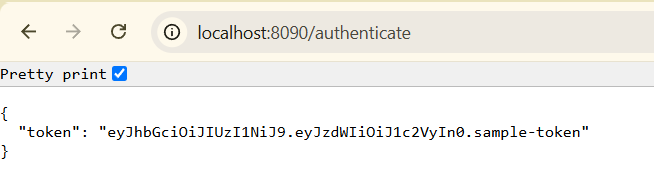 localhost:8090/authenticate
Pretty print
{
"token": "eyJhbGciOiJIUzI1NiJ9.eyJzdWIiOiJ1c2VyIn0.sample-token"
}